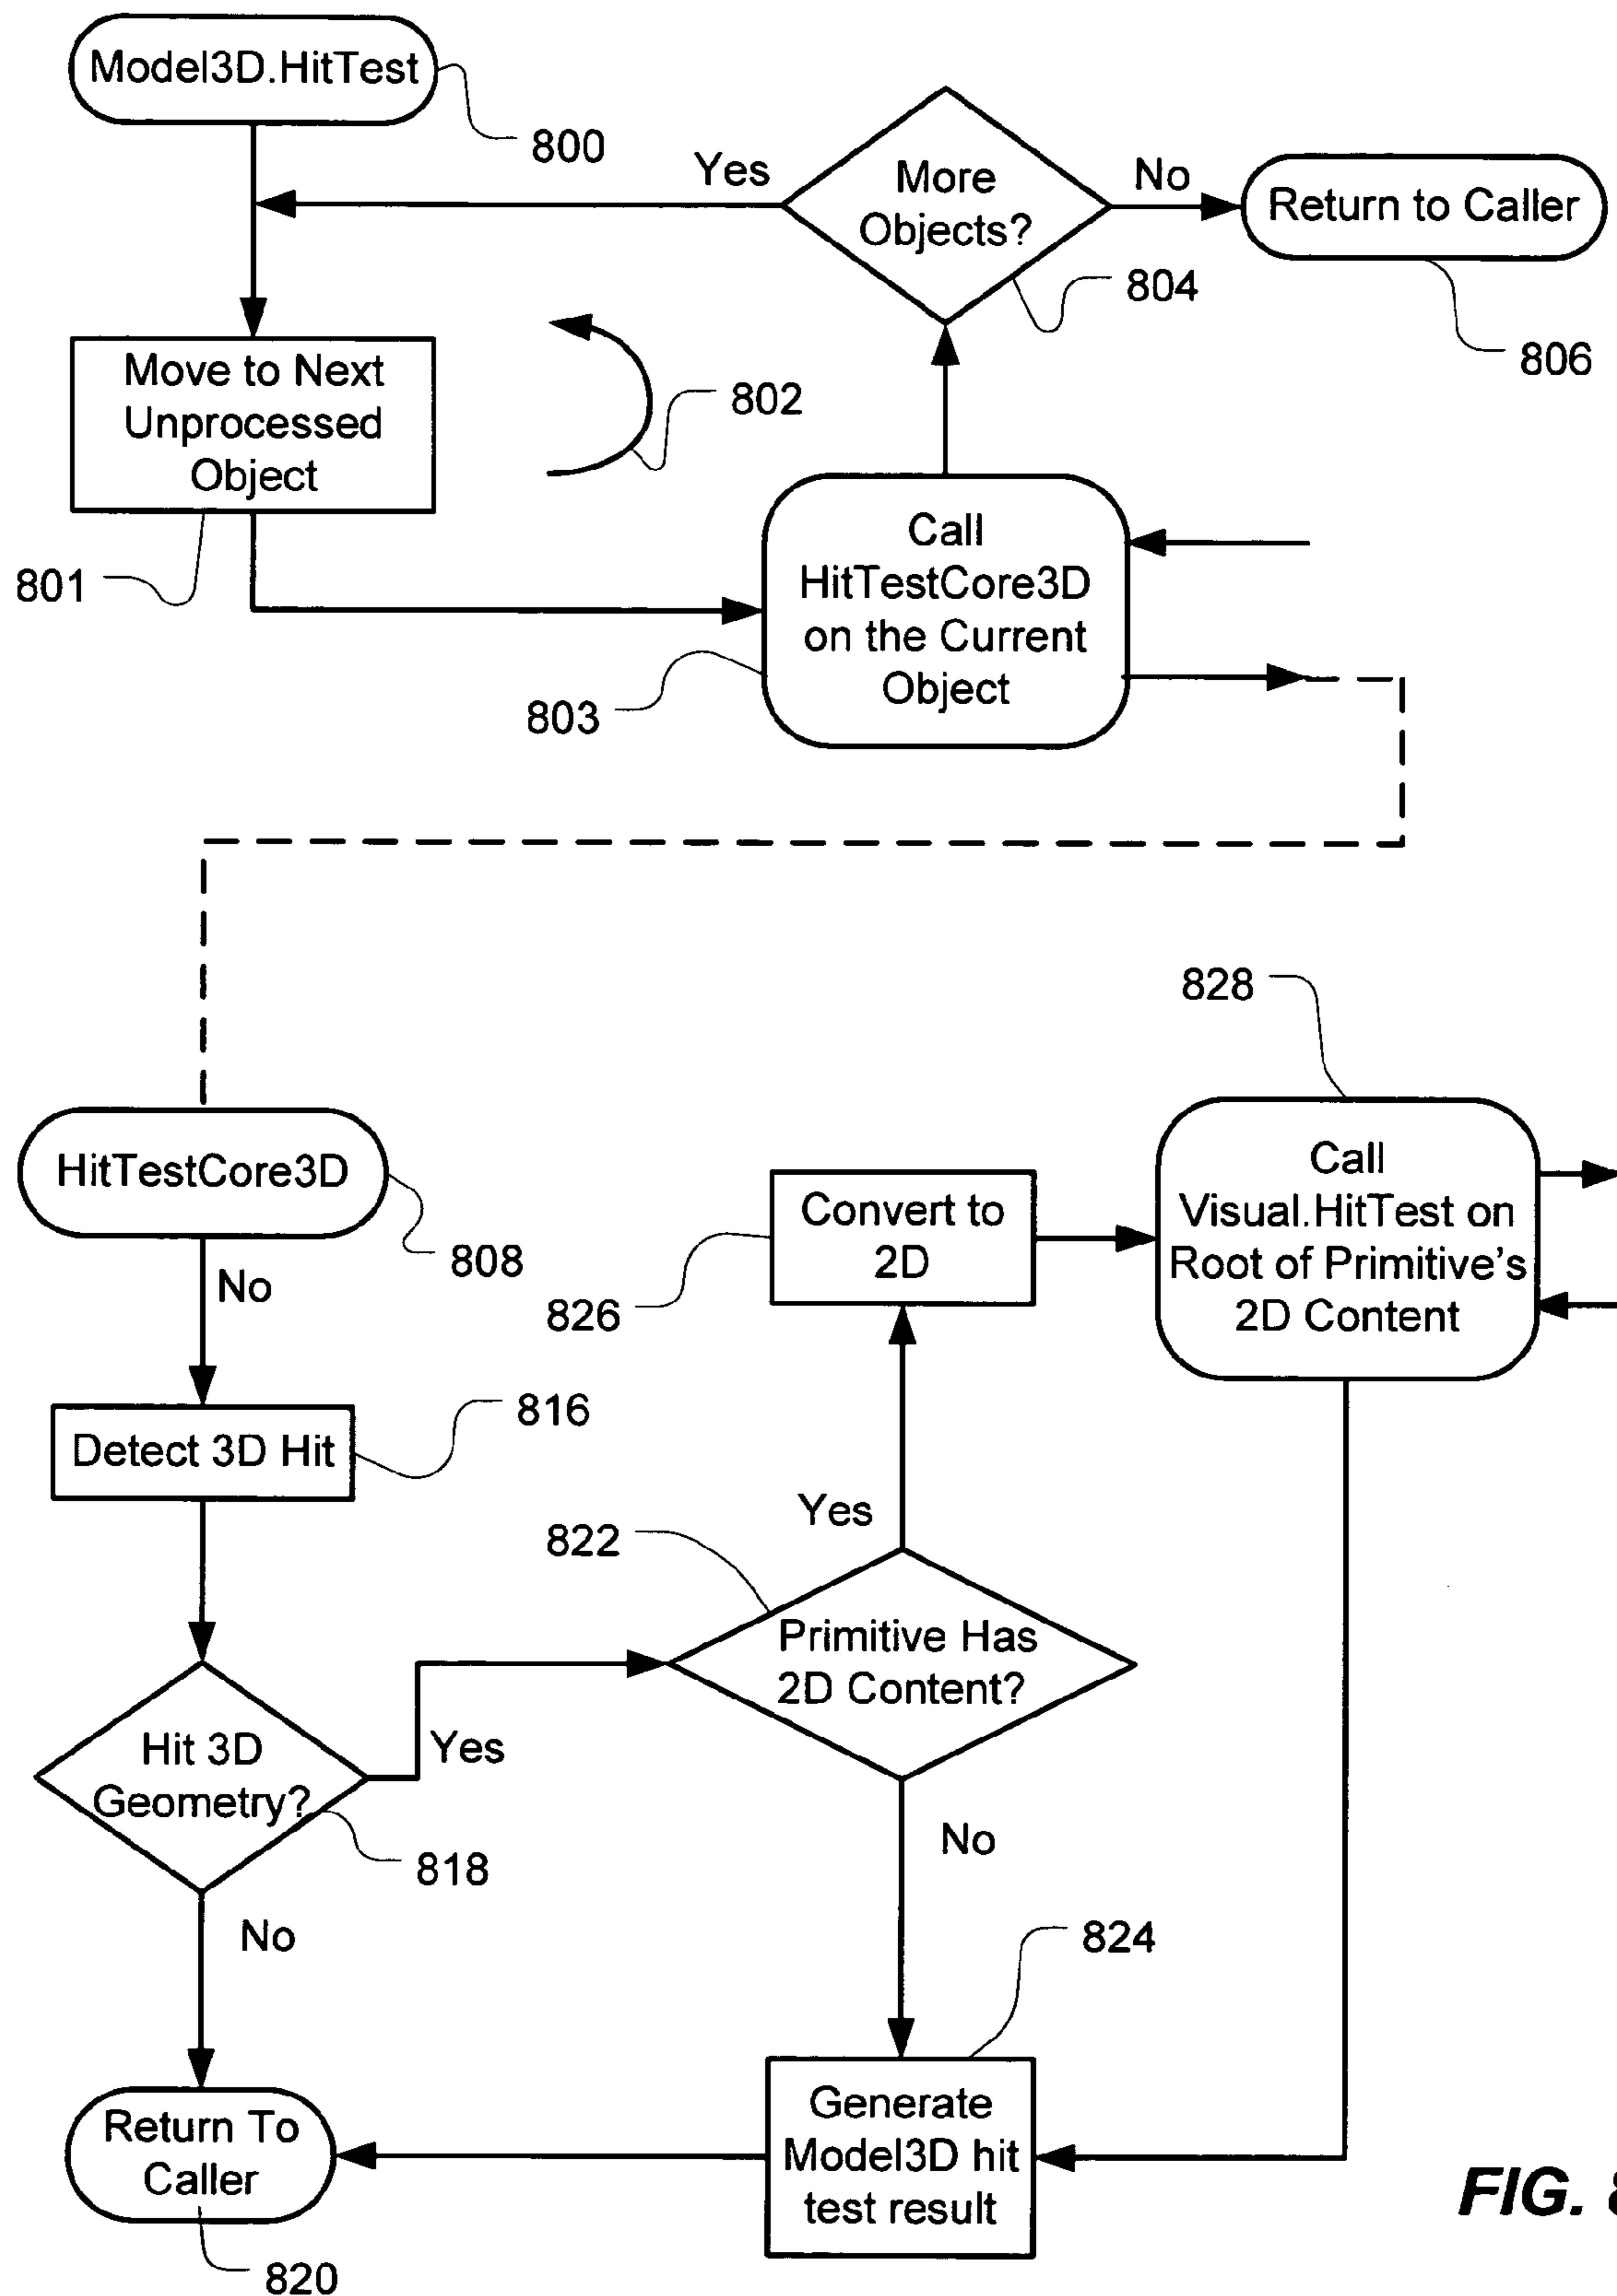 Model3D.HitTest
800
Yes
More
Objects?
No
Return to Caller
804
806
Move to Next
Unprocessed
Object
802
801
Call
HitTestCore3D
on the Current
Object
803
828
HitTestCore3D
808
No
Convert to
2D
826
Call
Visual.HitTest on
Root of Primitive's
2D Content
Detect 3D Hit
816
Yes
822
Primitive Has
2D Content?
Hit 3D
Geometry?
Yes
818
No
No
824
Generate
Model3D hit
test result
Return To
Caller
820
FIG. 8